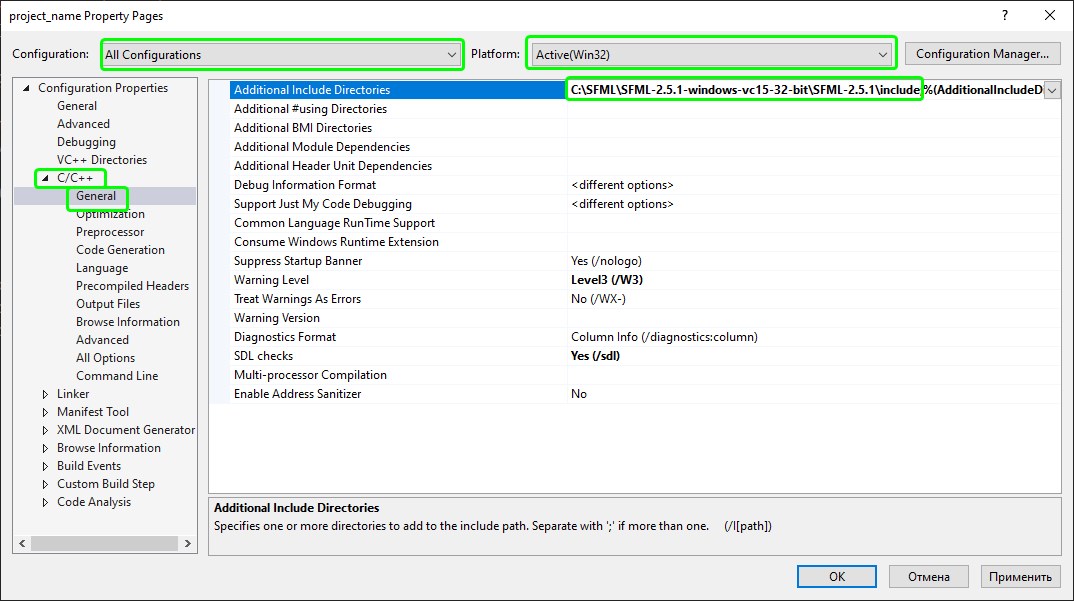 project_name Property Pages
?
Configuration: All Configurations Platform: Active(Win32) Configuration Manager...
Configuration Properties
General
Advanced
Debugging
VC++ Directories
C/C++
General
Optimization
Preprocessor
Code Generation
Language
Precompiled Headers
Output Files
Browse Information
Advanced
All Options
Command Line
Linker
Manifest Tool
XML Document Generator
Browse Information
Build Events
Custom Build Step
Code Analysis
Additional Include Directories C:\SFML\SFML-2.5.1-windows-vc15-32-bit\SFML-2.5.1\include;%(AdditionalIncludeDi
Additional #using Directories
Additional BMI Directories
Additional Module Dependencies
Additional Header Unit Dependencies
Debug Information Format <different options>
Support Just My Code Debugging <different options>
Common Language RunTime Support
Consume Windows Runtime Extension
Suppress Startup Banner Yes (/nologo)
Warning Level Level3 (/W3)
Treat Warnings As Errors No (/WX-)
Warning Version
Diagnostics Format Column Info (/diagnostics:column)
SDL checks Yes (/sdl)
Multi-processor Compilation
Enable Address Sanitizer No
Additional Include Directories
Specifies one or more directories to add to the include path. Separate with ';' if more than one. (/I[path])
OK Отмена Применить